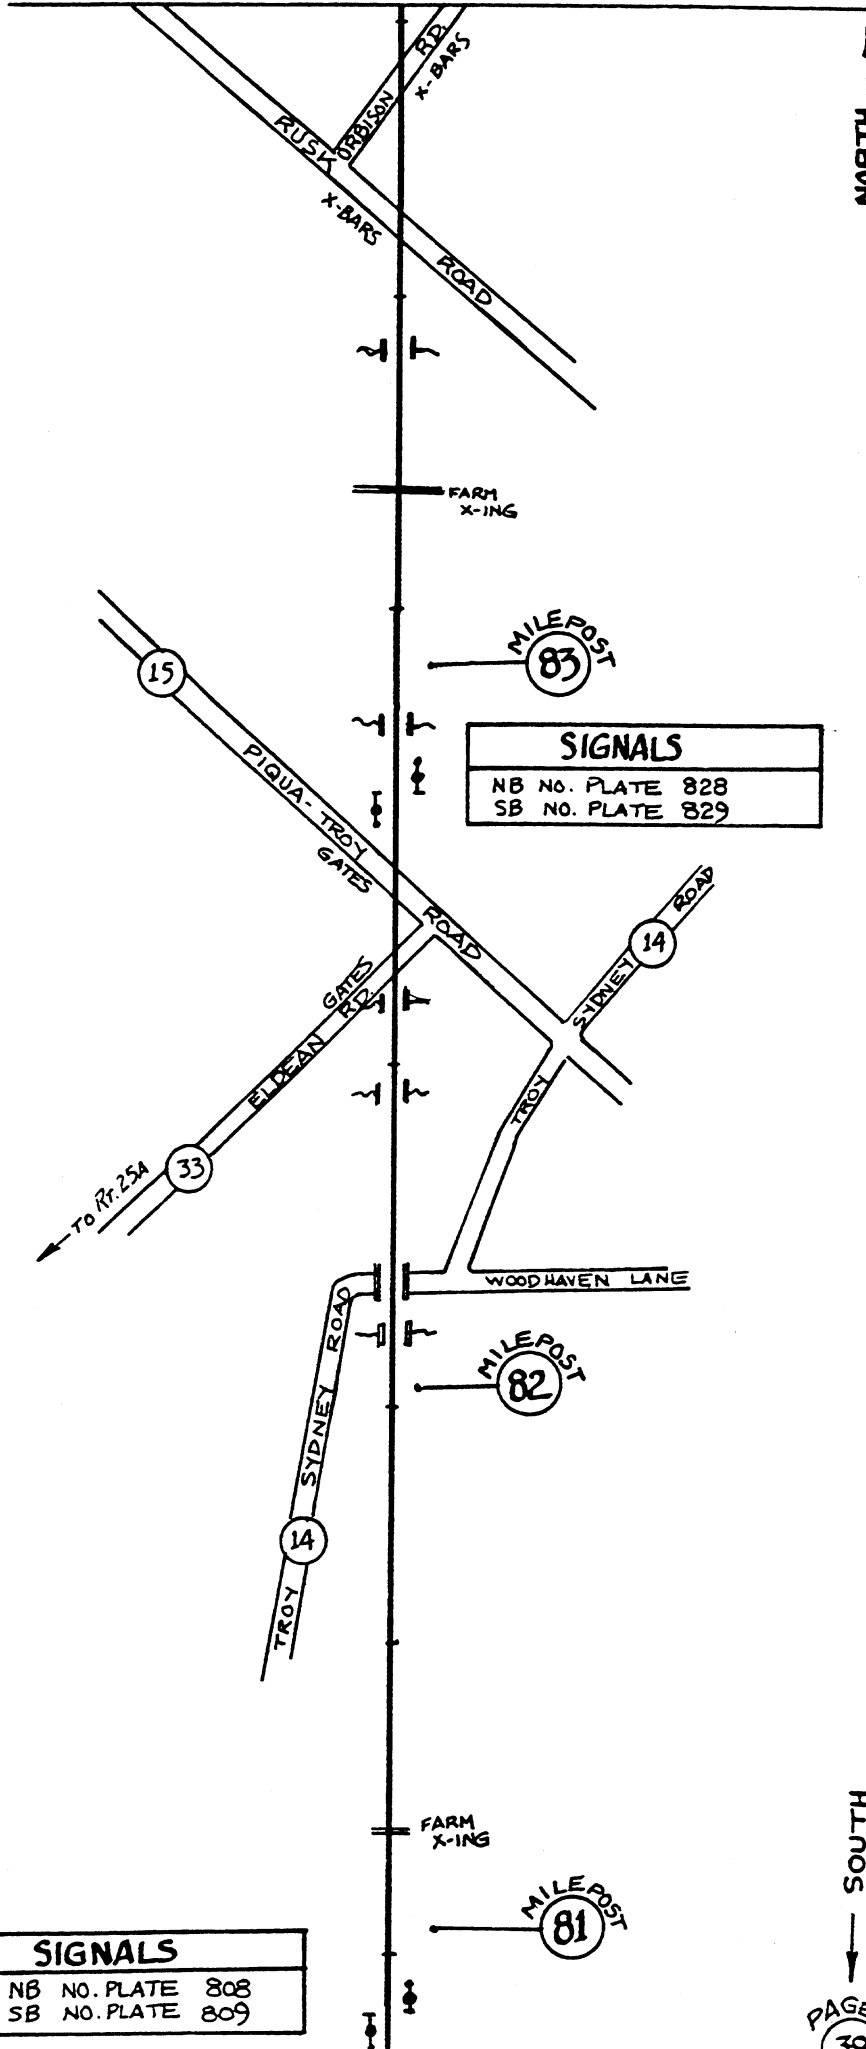 RD.
X-BARS
ORBISON
NORTH
RUSK
X-BARS
ROAD
FARM
X-ING
MILEPOST
83
15
SIGNALS
NB NO. PLATE 828
SB NO. PLATE 829
PIQUA-TROY
GATES
ROAD
ROAD
14
SYDNEY
GATES
RD.
ELDEAN
TROY
33
TO RT. 25A
WOODHAVEN LANE
ROAD
MILEPOST
82
SYDNEY
14
TROY
FARM
X-ING
SOUTH
MILEPOST
81
SIGNALS
NB NO. PLATE 808
SB NO. PLATE 809
PAGE